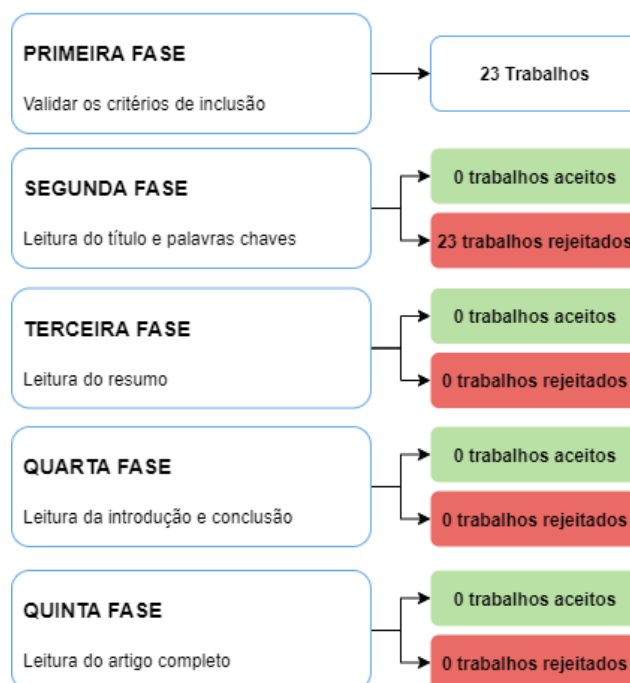 PRIMEIRA FASE
Validar os critérios de inclusão
23 Trabalhos
SEGUNDA FASE
Leitura do título e palavras chaves
0 trabalhos aceitos
23 trabalhos rejeitados
TERCEIRA FASE
Leitura do resumo
0 trabalhos aceitos
0 trabalhos rejeitados
QUARTA FASE
Leitura da introdução e conclusão
0 trabalhos aceitos
0 trabalhos rejeitados
QUINTA FASE
Leitura do artigo completo
0 trabalhos aceitos
0 trabalhos rejeitados